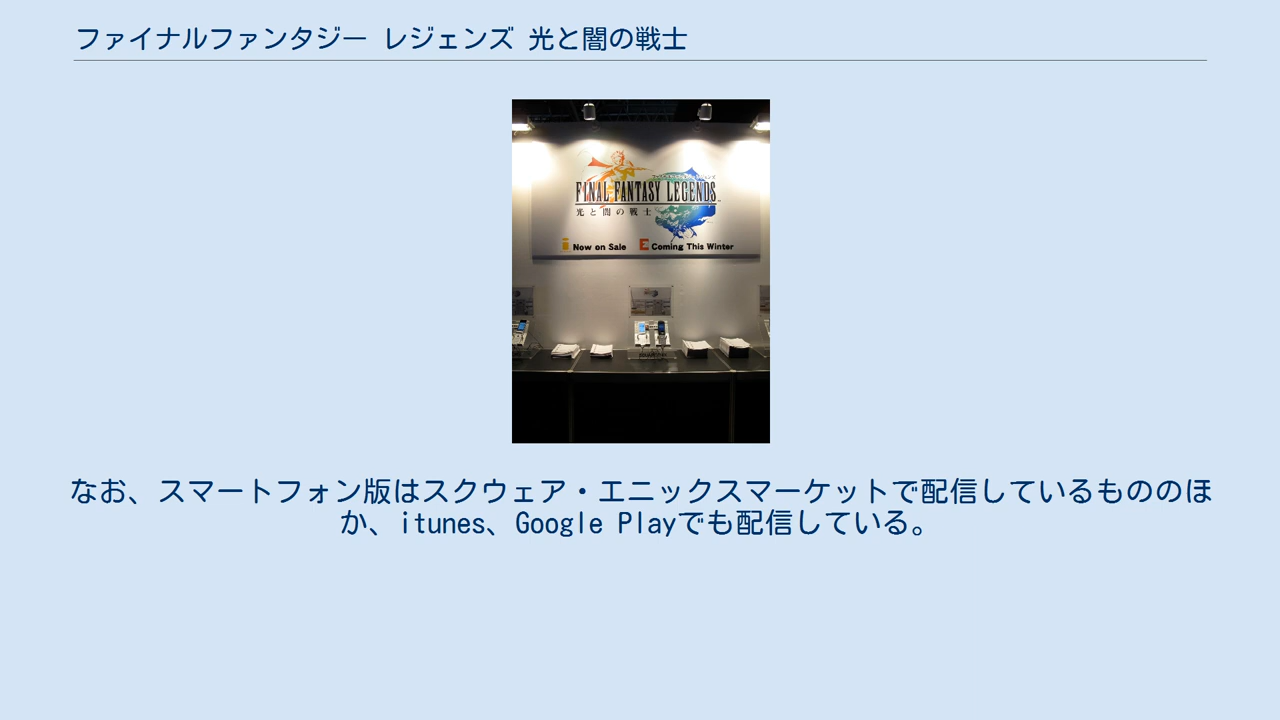 ファイナルファンタジー レジェンズ 光と闇の戦士
FINAL FANTASY LEGENDS
光と闇の戦士
i Now on Sale E Coming This Winter
なお、スマートフォン版はスクウェア・エニックスマーケットで配信しているもののほ
か、itunes、Google Playでも配信している。